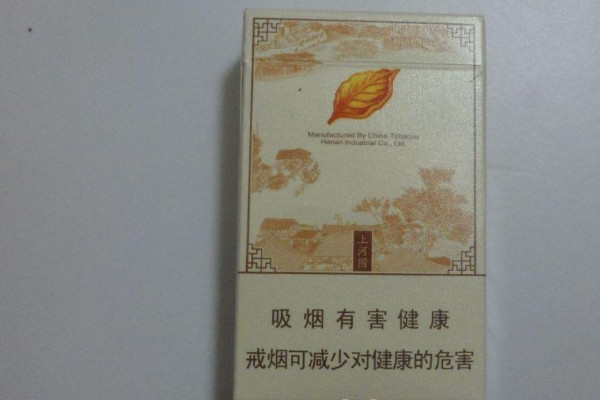 Manufactured By China Tobacco
Henan Industrial Co., Ltd.
上河图
吸烟有害健康
戒烟可减少对健康的危害